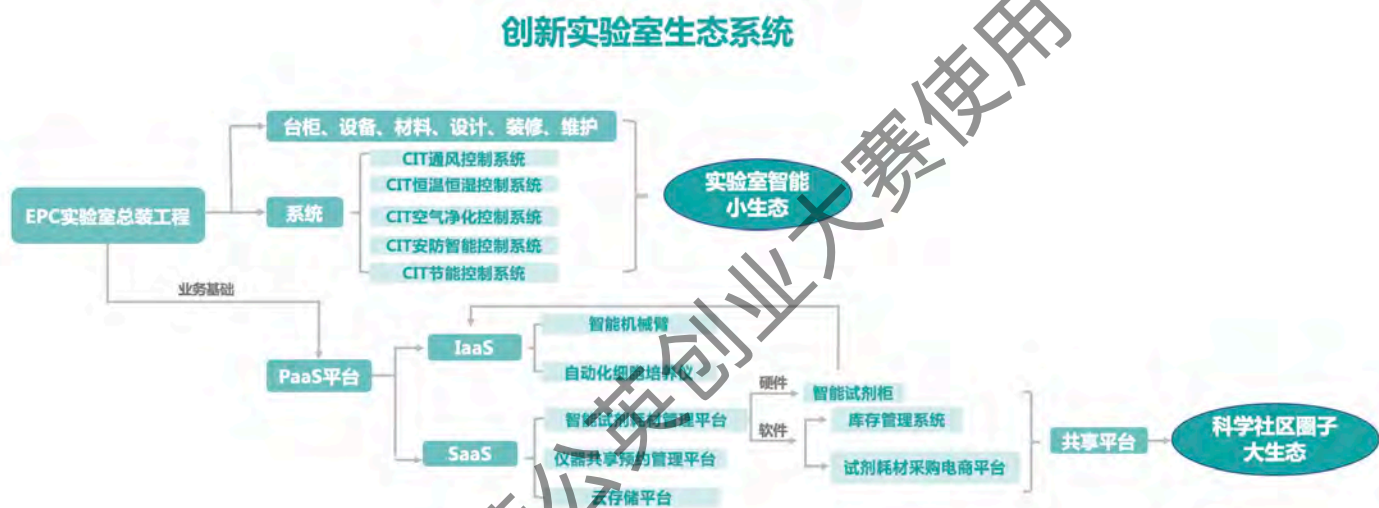 创新实验室生态系统
台柜、设备、材料、设计、装修、维护
CIT通风控制系统
CIT恒温恒湿控制系统
CIT空气净化控制系统
CIT安防智能控制系统
CIT节能控制系统
系统
EPC实验室总装工程
实验室智能
小生态
业务基础
PaaS平台
IaaS
智能机械臂
自动化细胞培养仪
SaaS
智能试剂耗材管理平台
仪器共享预约管理平台
云存储平台
硬件
智能试剂柜
软件
库存管理系统
试剂耗材采购电商平台
共享平台
科学社区圈子
大生态
公英创业大赛使用